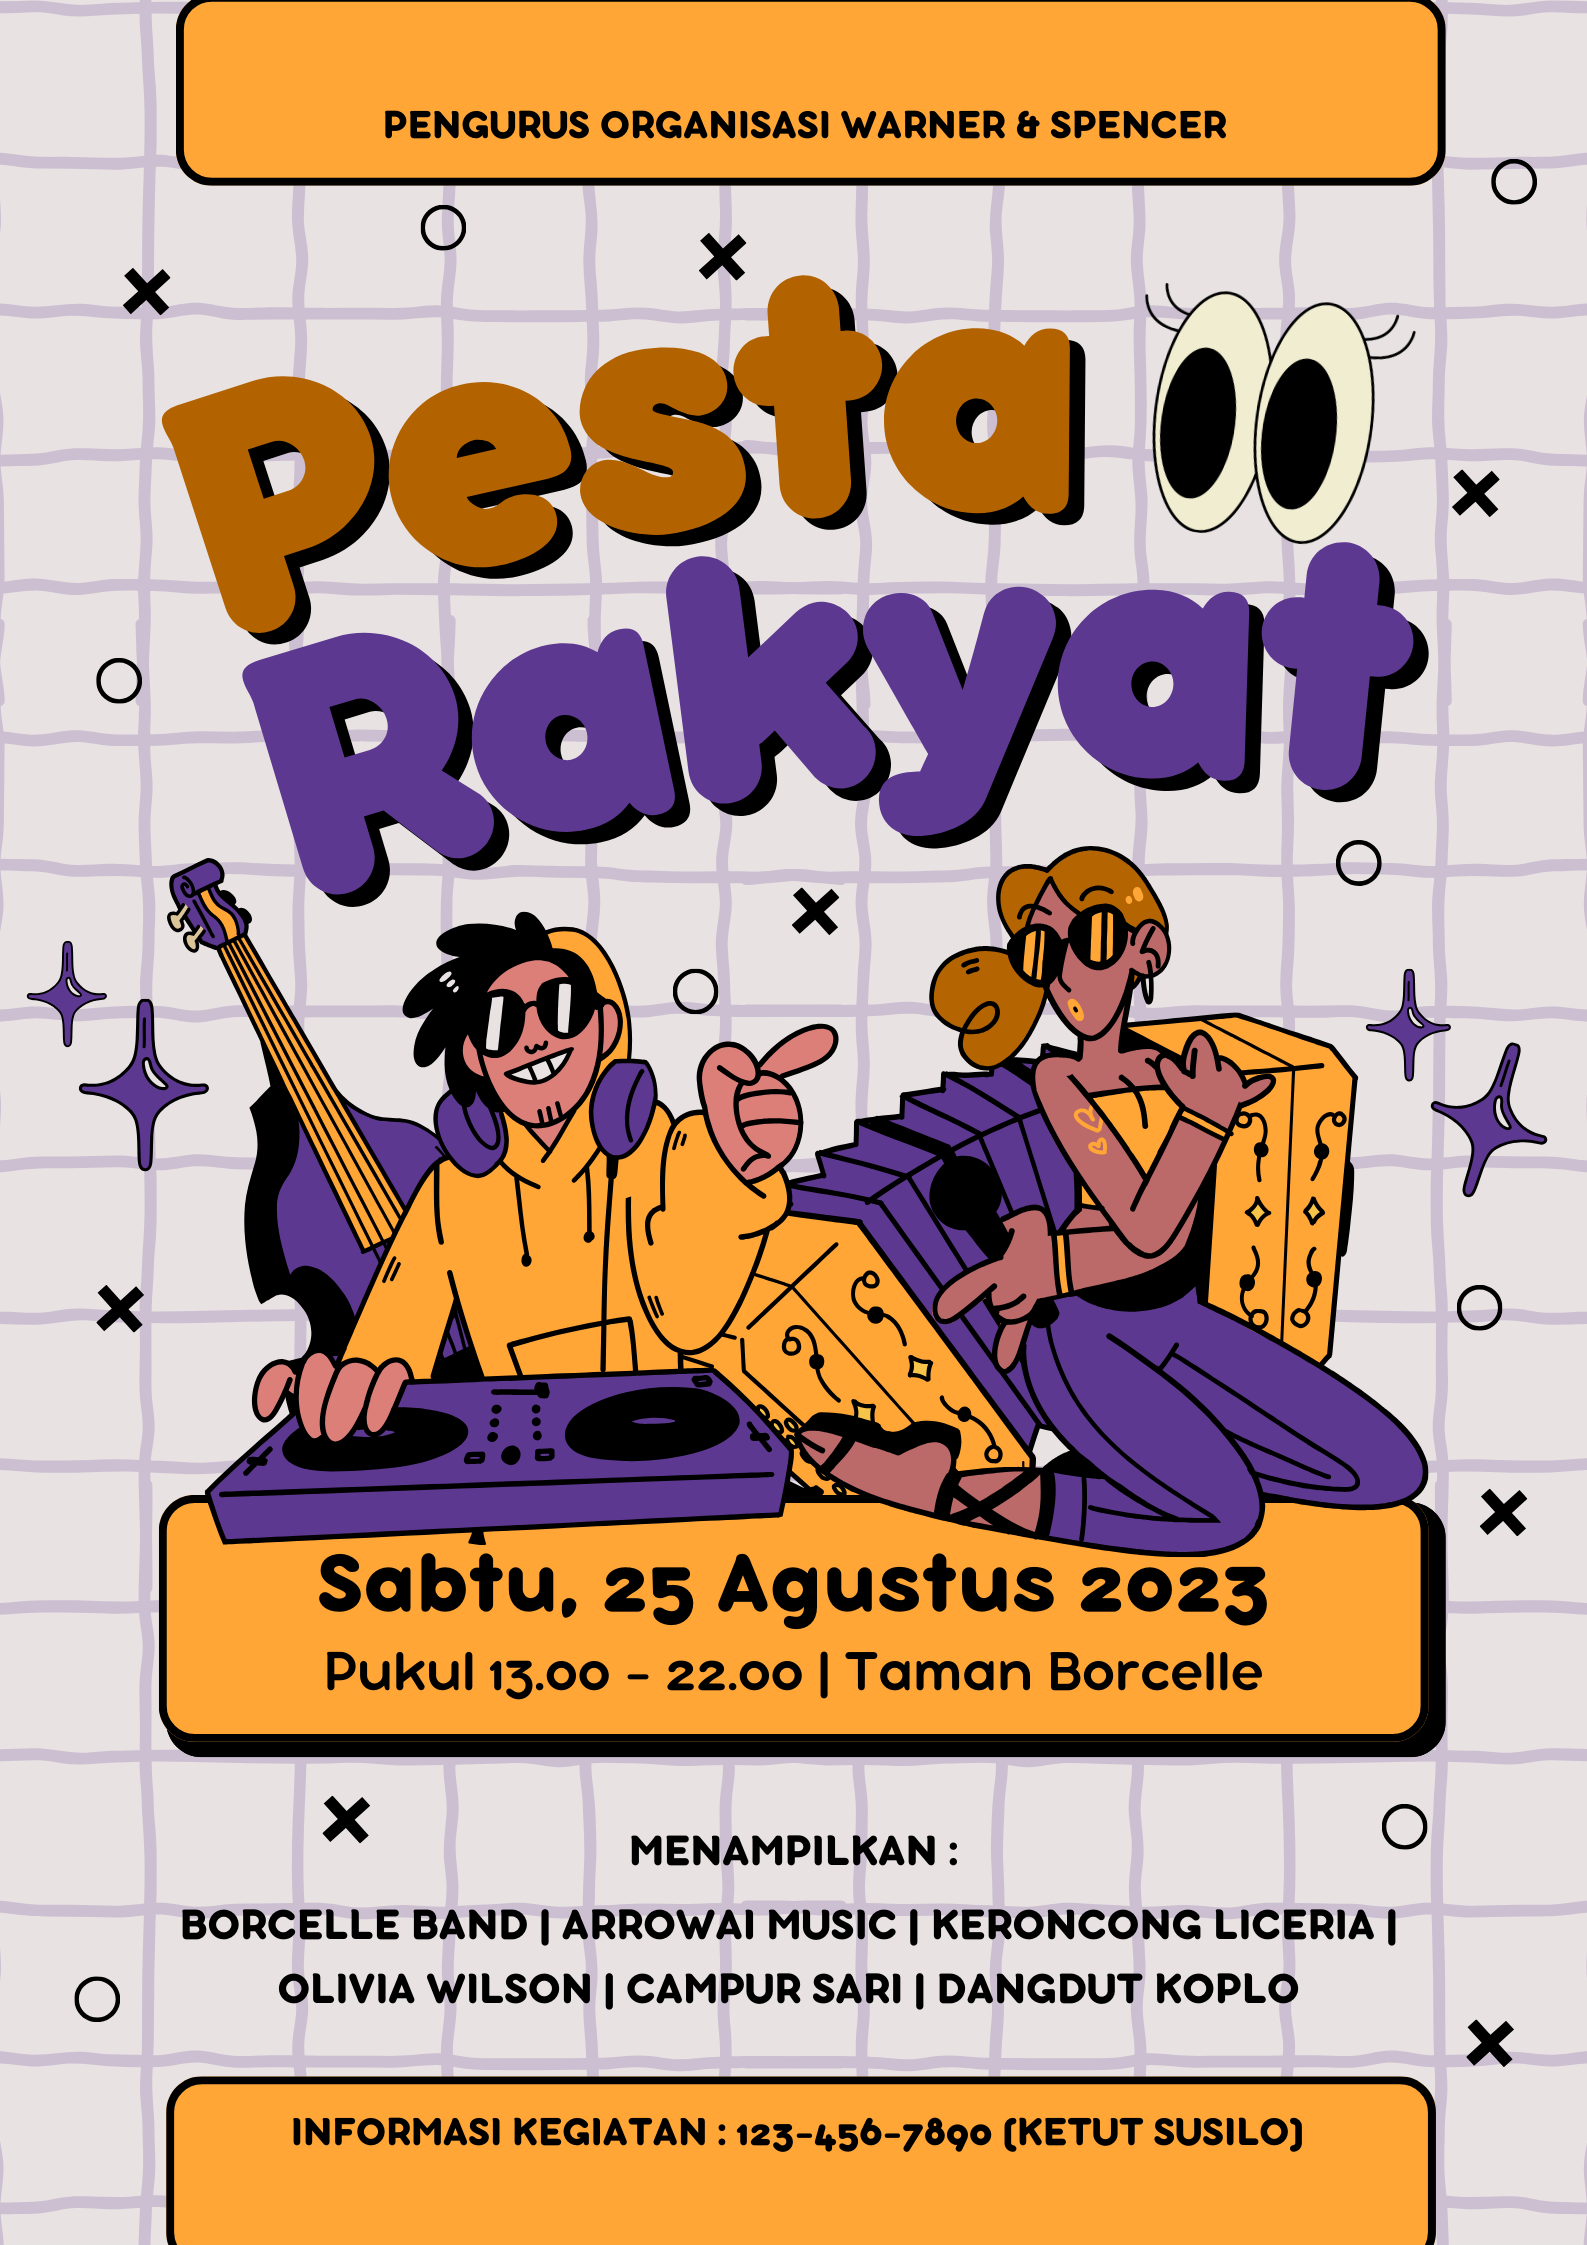 PENGURUS ORGANISASI WARNER & SPENCER
Pesta
Rakyat
Sabtu, 25 Agustus 2023
Pukul 13.00 - 22.00 | Taman Borcelle
MENAMPILKAN :
BORCELLE BAND | ARROWAI MUSIC | KERONCONG LICERIA |
OLIVIA WILSON | CAMPUR SARI | DANGDUT KOPLO
INFORMASI KEGIATAN : 123-456-7890 (KETUT SUSILO)